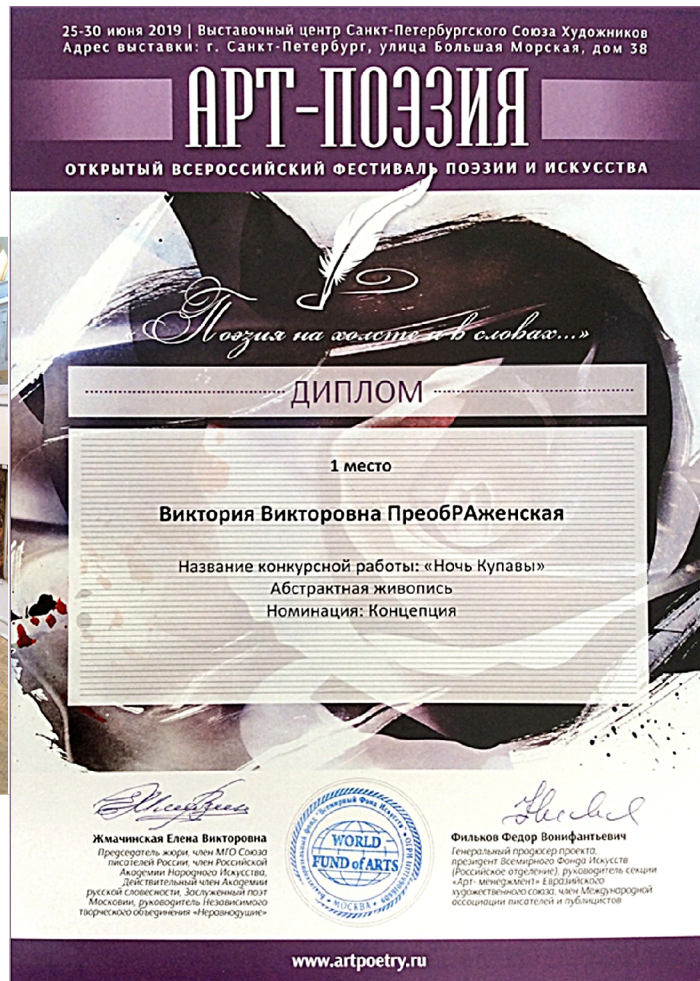 25-30 июня 2019 | Выставочный центр Санкт-Петербургского Союза Художников
Адрес выставки: г. Санкт-Петербург, улица Большая Морская, дом 38
АРТ-ПОЭЗИЯ
ОТКРЫТЫЙ ВСЕРОССИЙСКИЙ ФЕСТИВАЛЬ ПОЭЗИИ И ИСКУССТВА
Поэзия на холсте и в словах...»
ДИПЛОМ
1 место
Виктория Викторовна ПреобРАженская
Название конкурсной работы: «Ночь Купавы»
Абстрактная живопись
Номинация: Концепция
Жмачинская Елена Викторовна
Председатель жюри, член МГО Союза
писателей России, член Российской
Академии Народного Искусства,
Действительный член Академии
русской словесности, Заслуженный поэт
Московии, руководитель Независимого
творческого объединения «Неравнодушие»
WORLD
FUND of ARTS
МОСКВА
Фильков Федор Вонифантьевич
Генеральный продюсер проекта,
президент Всемирного Фонда Искусств
(Российское отделение), руководитель секции
«Арт- менеджмент» Евразийского
художественного союза, член Международной
ассоциации писателей и публицистов
www.artpoetry.ru